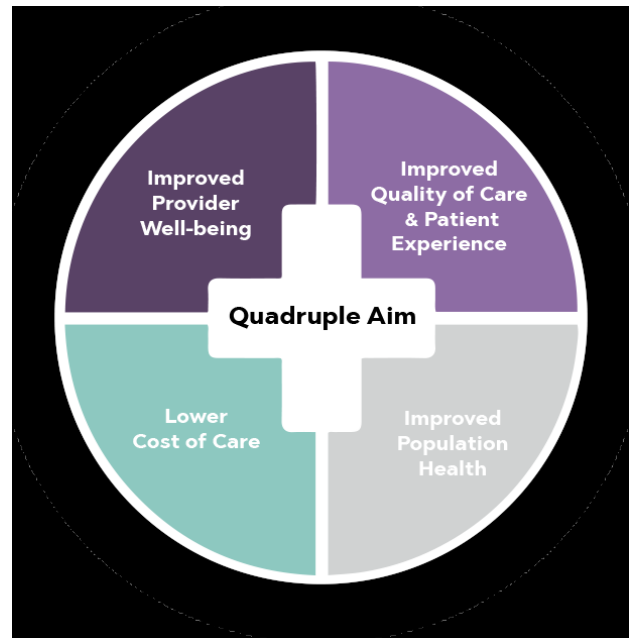 Improved
Provider
Well-being
Improved
Quality of Care
& Patient
Experience
Quadruple Aim
Lower
Cost of Care
Improved
Population
Health